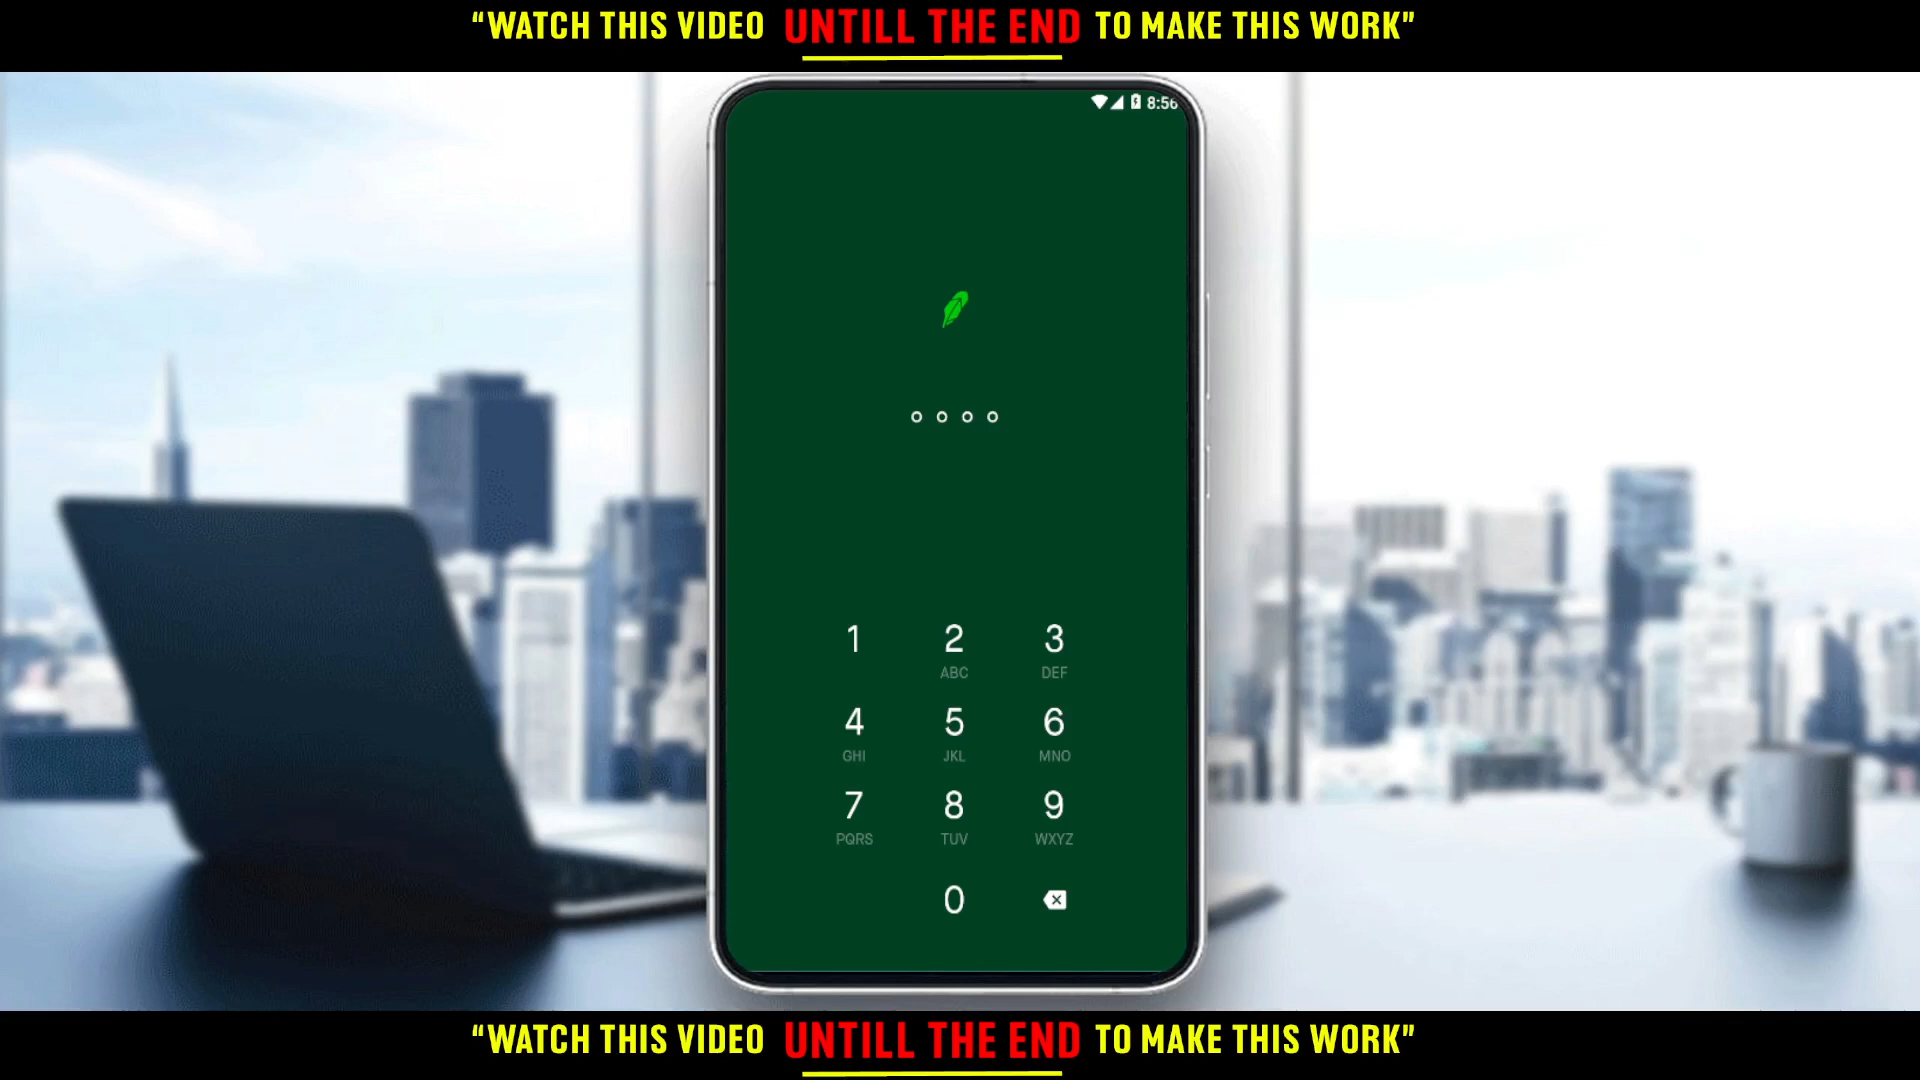 “WATCH THIS VIDEO UNTILL THE END TO MAKE THIS WORK”
8:56
1 2 3
ABC DEF
4 5 6
GHI JKL MNO
7 8 9
PQRS TUV WXYZ
0
“WATCH THIS VIDEO UNTILL THE END TO MAKE THIS WORK”